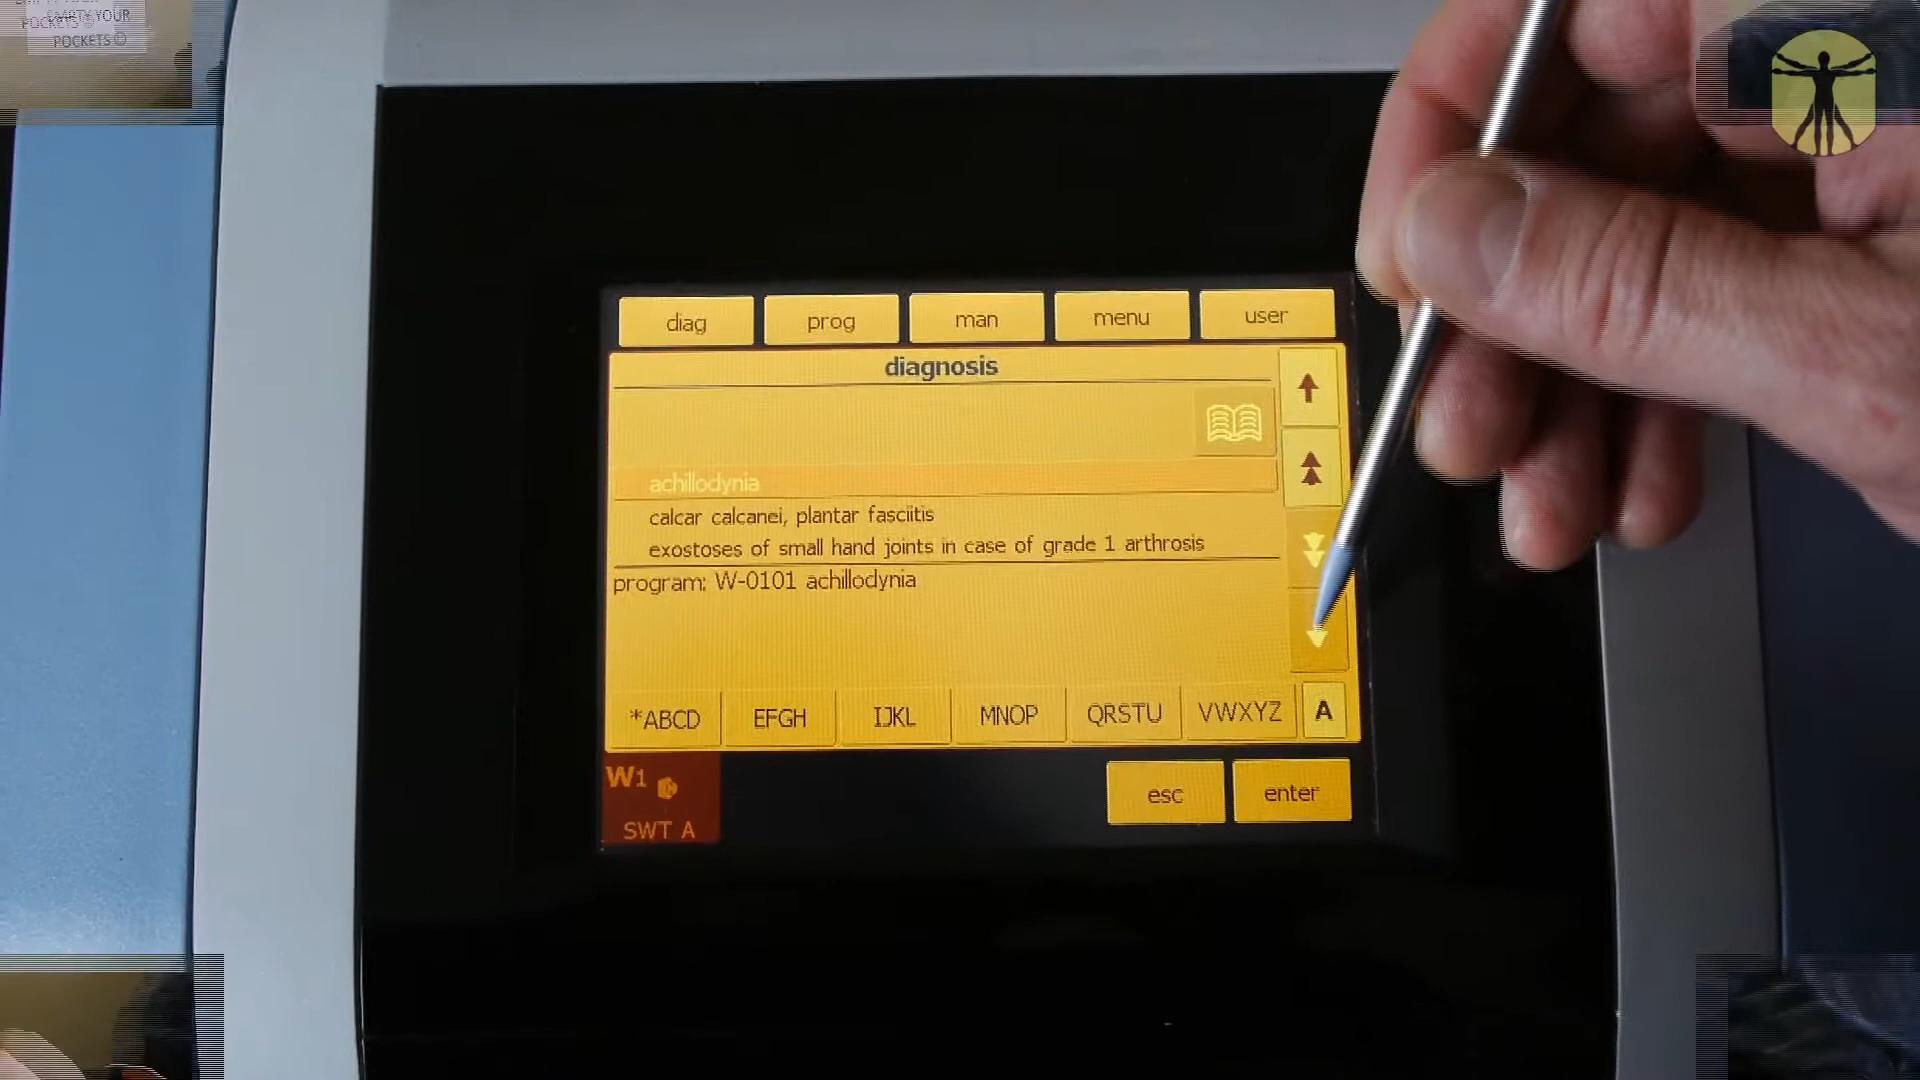 EMPTY YOUR
POCKETS
diag prog man menu user
diagnosis
achillodynia
calcar calcanei, plantar fasciitis
exostoses of small hand joints in case of grade 1 arthrosis
program: W-0101 achillodynia
*ABCD EFGH IJKL MNOP QRSTU VWXYZ A
W1
SWT A
esc enter